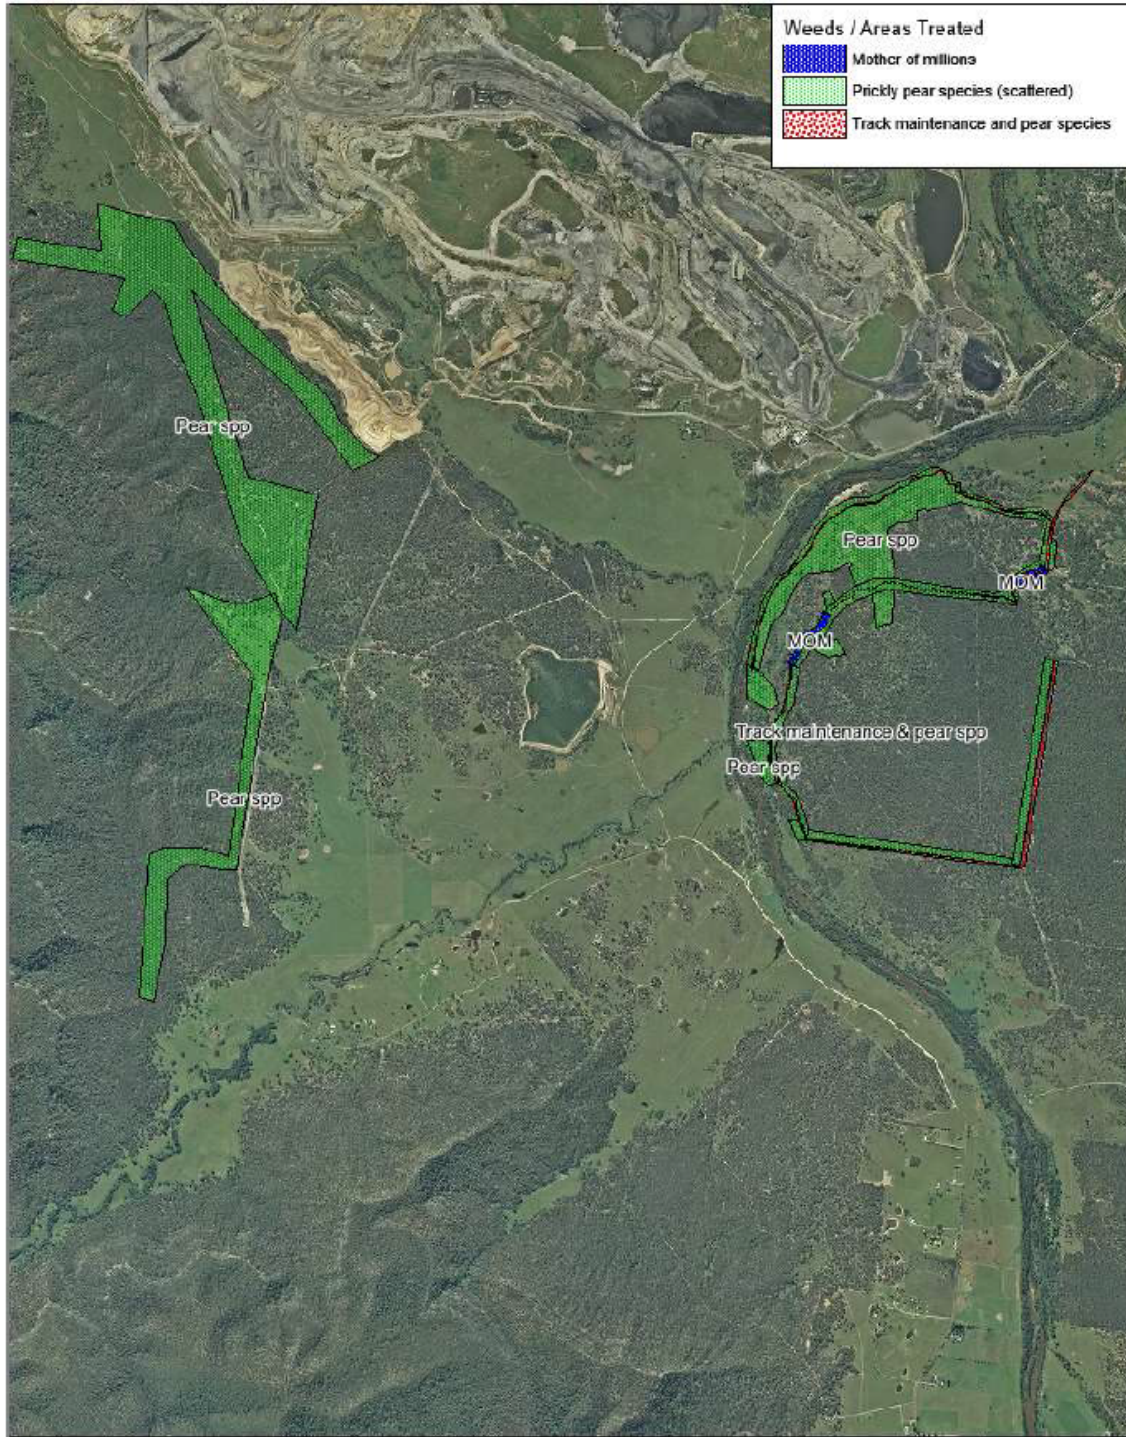 Weeds / Areas Treated
Mother of millions
Prickly pear species (scattered)
Track maintenance and pear species
Pear spp
Pear spp
MOM
MOM
Track maintenance & pear spp
Pear spp
Pear spp